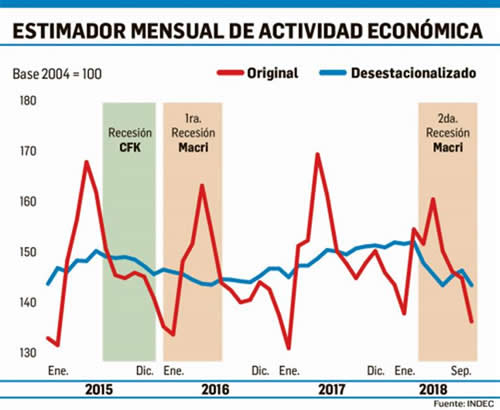 ESTIMADOR MENSUAL DE ACTIVIDAD ECONÓMICA
Base 2004 = 100
Original
Desestacionalizado
180
170
160
150
140
130
Recesión
CFK
1ra.
Recesión
Macri
2da.
Recesión
Macri
Ene.
Dic.
Ene.
Dic.
Ene.
Dic.
Ene.
Sep.
2015
2016
2017
2018
Fuente: INDEC